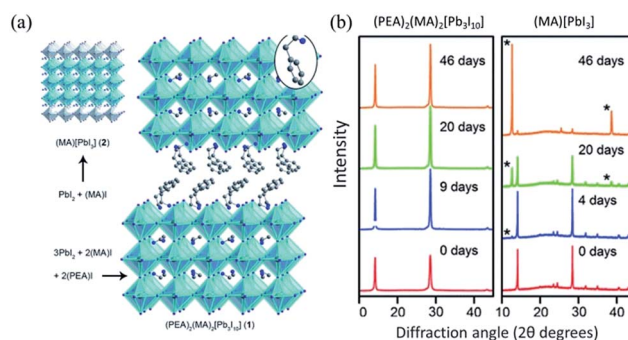 (a)
(MA)[PbI₃] (2)
PbI₂ + (MA)I
3PbI₂ + 2(MA)I
+ 2(PEA)I
(PEA)₂(MA)₂[Pb₃I₁₀] (1)
(b)
(PEA)₂(MA)₂[Pb₃I₁₀]
(MA)[PbI₃]
Intensity
46 days
20 days
9 days
0 days
0 10 20 30 40
*
*
46 days
*
*
20 days
*
4 days
0 days
10 20 30 40
Diffraction angle (2θ degrees)